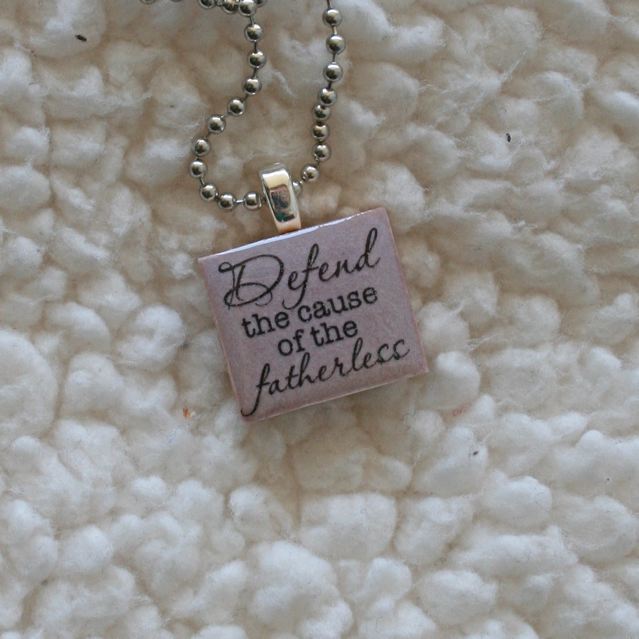 Defend
the cause
of the
fatherless